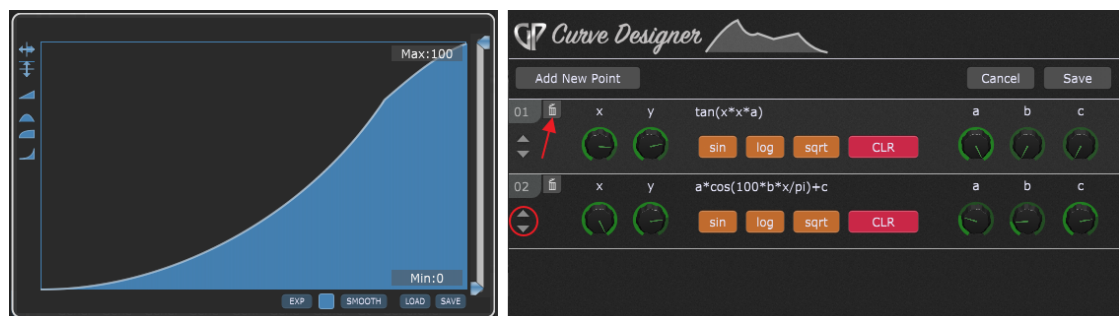 Max:100
Min:0
EXP SMOOTH LOAD SAVE
GP Curve Designer
Add New Point Cancel Save
01 x y tan(x*x*a) a b c
sin log sqrt CLR
02 x y a*cos(100*b*x/pi)+c a b c
sin log sqrt CLR